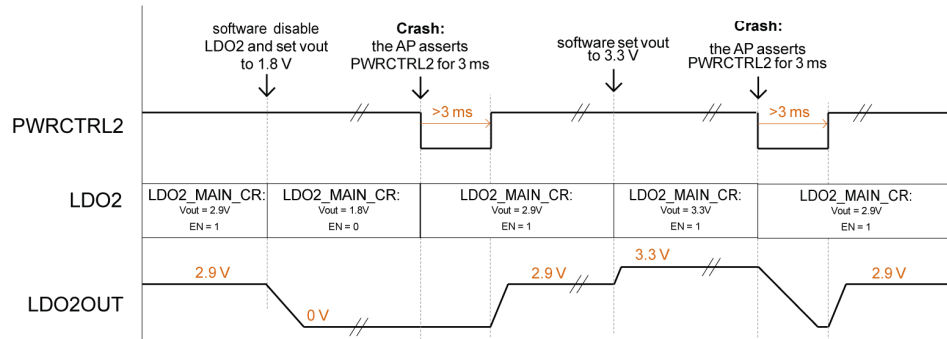 software disable
LDO2 and set vout
to 1.8 V
Crash:
the AP asserts
PWRCTRL2 for 3 ms
software set vout
to 3.3 V
Crash:
the AP asserts
PWRCTRL2 for 3 ms
PWRCTRL2
>3 ms
>3 ms
LDO2
LDO2_MAIN_CR:
Vout = 2.9V
EN = 1
LDO2_MAIN_CR:
Vout = 1.8V
EN = 0
LDO2_MAIN_CR:
Vout = 2.9V
EN = 1
LDO2_MAIN_CR:
Vout = 3.3V
EN = 1
LDO2_MAIN_CR:
Vout = 2.9V
EN = 1
LDO2OUT
2.9 V
0 V
2.9 V
3.3 V
2.9 V